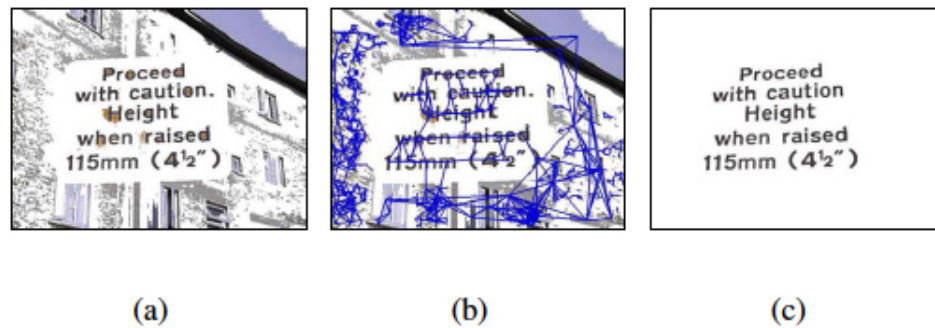 Proceed
with caution.
Height
when raised
115mm (4½")
Proceed
with caution.
Height
when raised
115mm (4½")
Proceed
with caution
Height
when raised
115mm (4½")
(a)
(b)
(c)